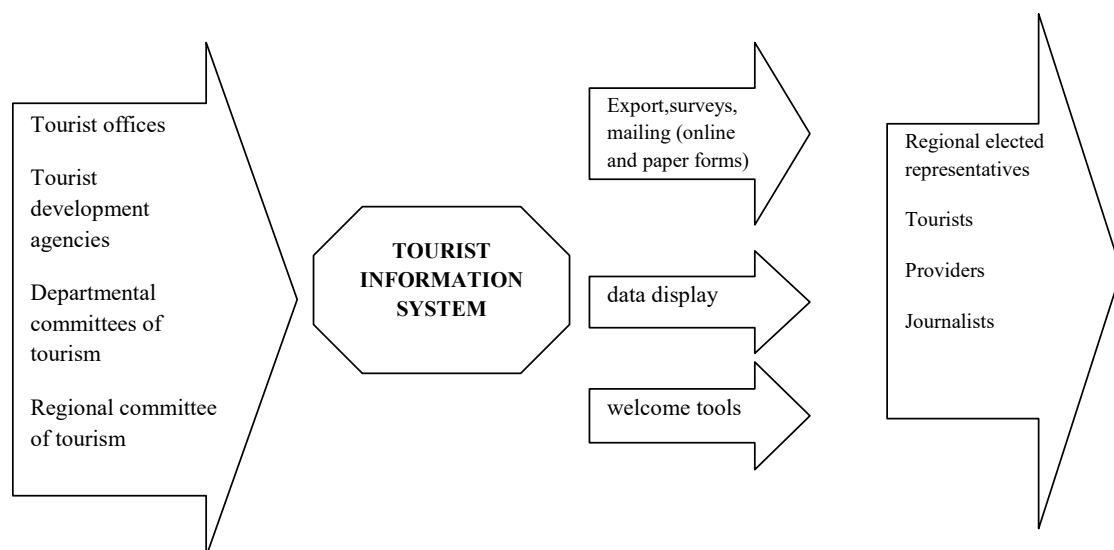 Tourist offices
Tourist
development
agencies
Departmental
committees of
tourism
Regional committee
of tourism
TOURIST
INFORMATION
SYSTEM
Export,surveys,
mailing (online
and paper forms)
data display
welcome tools
Regional elected
representatives
Tourists
Providers
Journalists